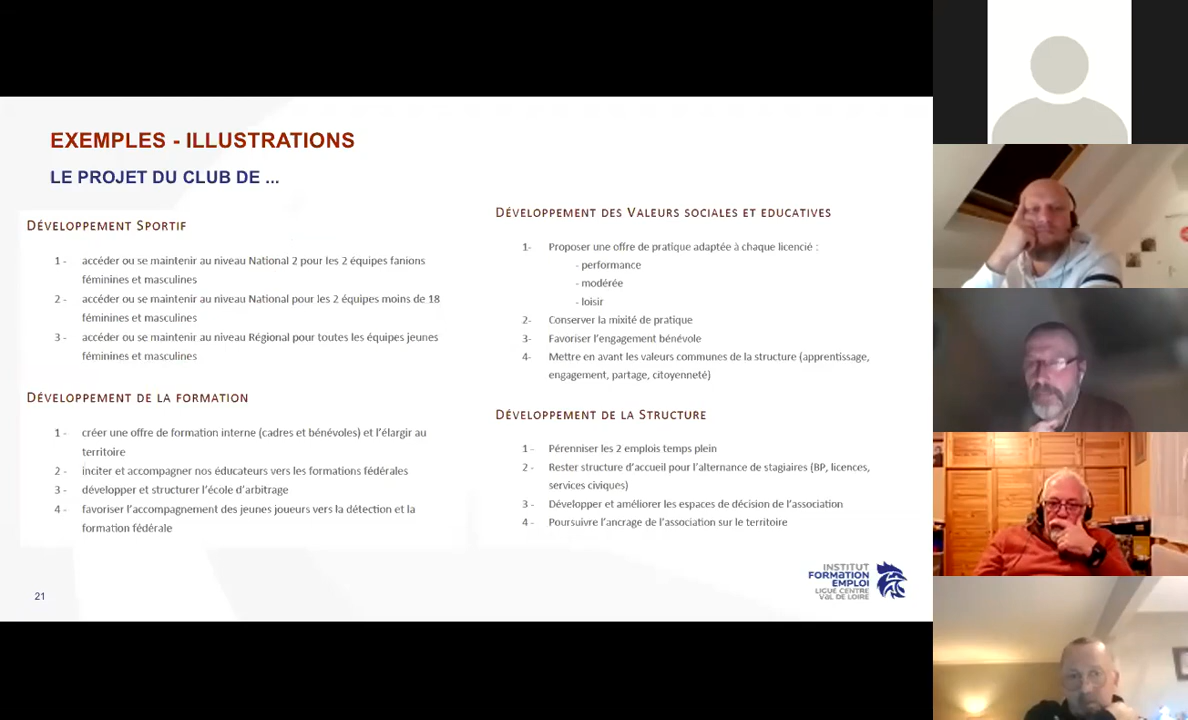 EXEMPLES - ILLUSTRATIONS
LE PROJET DU CLUB DE ...
DÉVELOPPEMENT SPORTIF
1 - accéder ou se maintenir au niveau National 2 pour les 2 équipes fanions
féminines et masculines
2 - accéder ou se maintenir au niveau National pour les 2 équipes moins de 18
féminines et masculines
3 - accéder ou se maintenir au niveau Régional pour toutes les équipes jeunes
féminines et masculines
DÉVELOPPEMENT DE LA FORMATION
1 - créer une offre de formation interne (cadres et bénévoles) et l'élargir au
territoire
2 - inciter et accompagner nos éducateurs vers les formations fédérales
3 - développer et structurer l'école d'arbitrage
4 - favoriser l'accompagnement des jeunes joueurs vers la détection et la
formation fédérale
DÉVELOPPEMENT DES VALEURS SOCIALES ET EDUCATIVES
1- Proposer une offre de pratique adaptée à chaque licencié :
- performance
- modérée
- loisir
2- Conserver la mixité de pratique
3- Favoriser l'engagement bénévole
4- Mettre en avant les valeurs communes de la structure (apprentissage,
engagement, partage, citoyenneté)
DÉVELOPPEMENT DE LA STRUCTURE
1 - Pérenniser les 2 emplois temps plein
2 - Rester structure d'accueil pour l'alternance de stagiaires (BP, licences,
services civiques)
3 - Développer et améliorer les espaces de décision de l'association
4 - Poursuivre l'ancrage de l'association sur le territoire
INSTITUT
FORMATION
EMPLOI
LIGUE CENTRE
VAL DE LOIRE
21